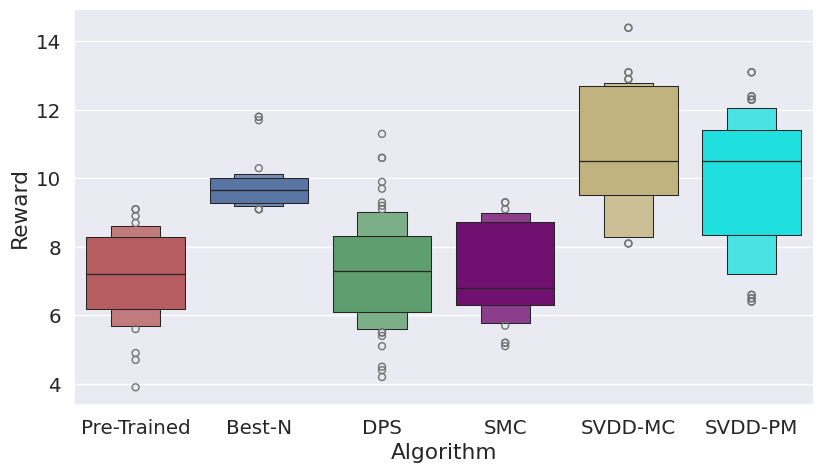 14
12
10
8
6
4
Reward
Pre-Trained Best-N DPS SMC SVDD-MC SVDD-PM
Algorithm